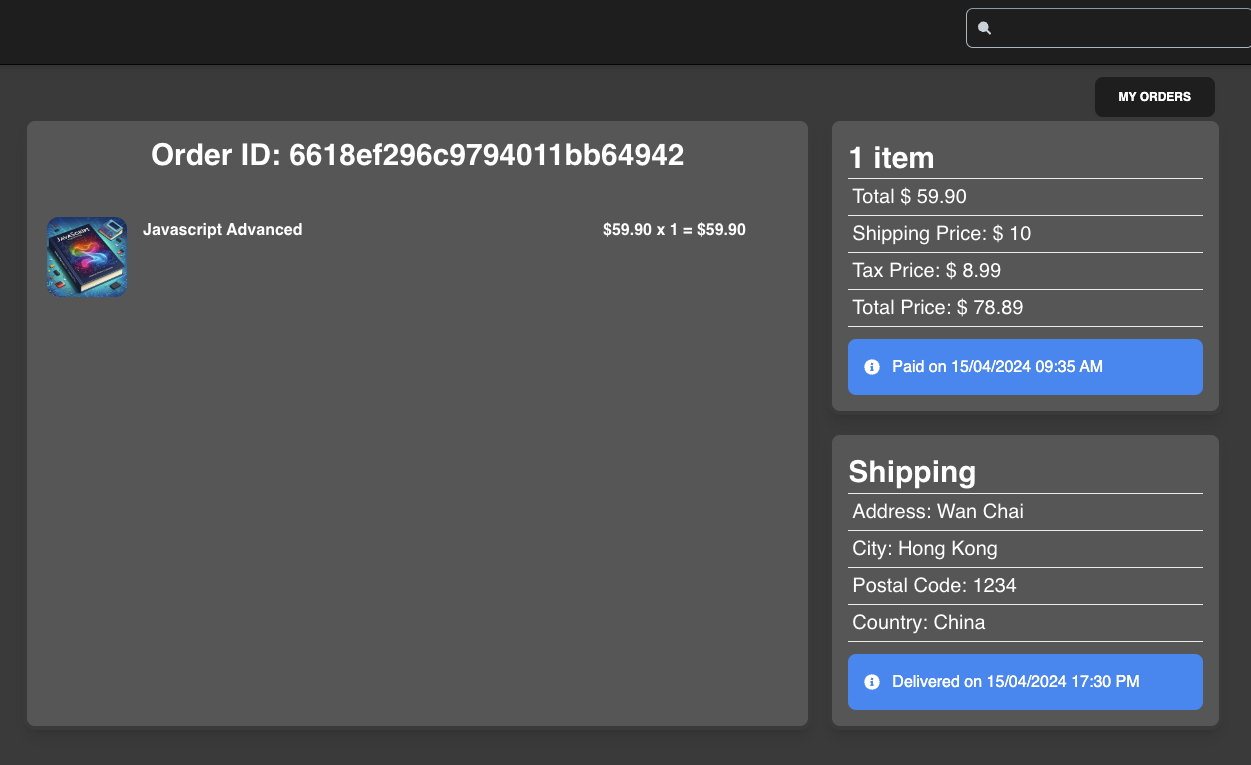 MY ORDERS
Order ID: 6618ef296c9794011bb64942
JavaScript
Javascript Advanced
$59.90 x 1 = $59.90
1 item
Total $ 59.90
Shipping Price: $ 10
Tax Price: $ 8.99
Total Price: $ 78.89
Paid on 15/04/2024 09:35 AM
Shipping
Address: Wan Chai
City: Hong Kong
Postal Code: 1234
Country: China
Delivered on 15/04/2024 17:30 PM